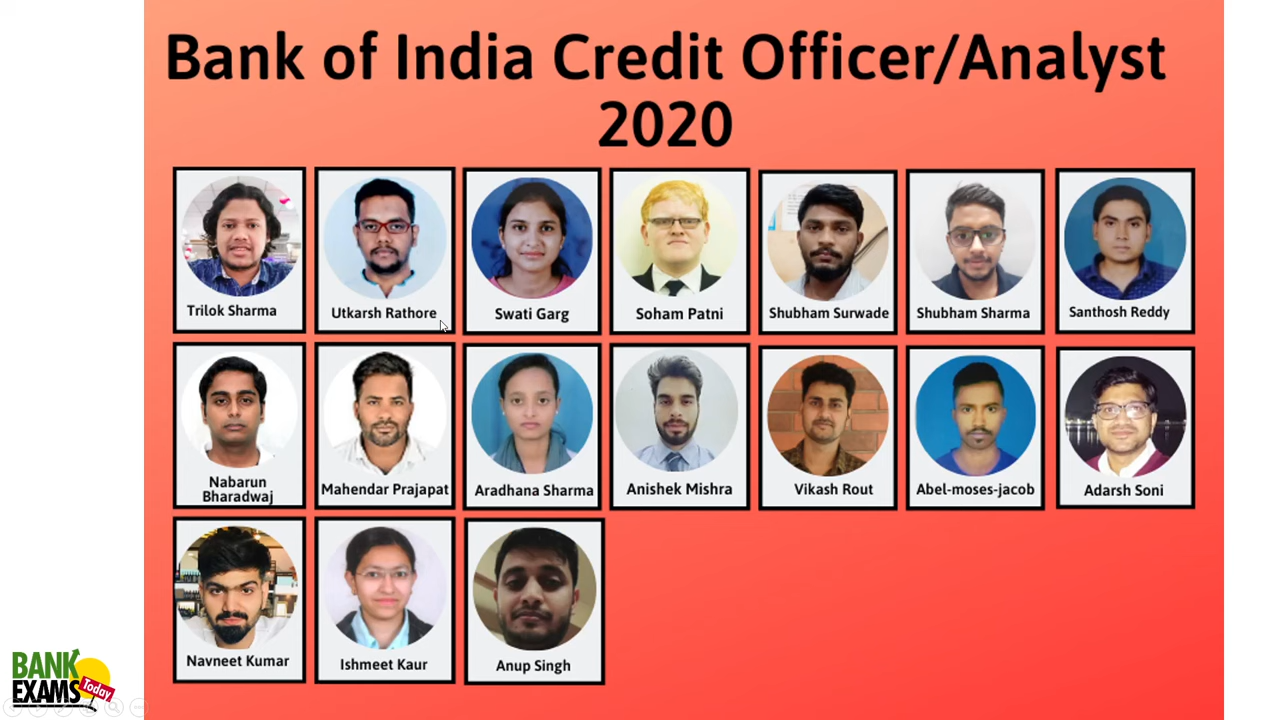 Bank of India Credit Officer/Analyst
2020
Trilok Sharma
Utkarsh Rathore
Swati Garg
Soham Patni
Shubham Surwade
Shubham Sharma
Santhosh Reddy
Nabarun
Bharadwaj
Mahendar Prajapat
Aradhana Sharma
Anishek Mishra
Vikash Rout
Abel-moses-jacob
Adarsh Soni
Navneet Kumar
Ishmeet Kaur
Anup Singh
BANK
EXAMS
Today